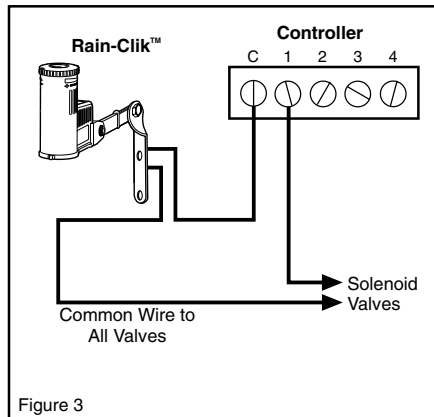 Rain-Clik™
Controller
C 1 2 3 4
Solenoid
Valves
Common Wire to
All Valves
Figure 3